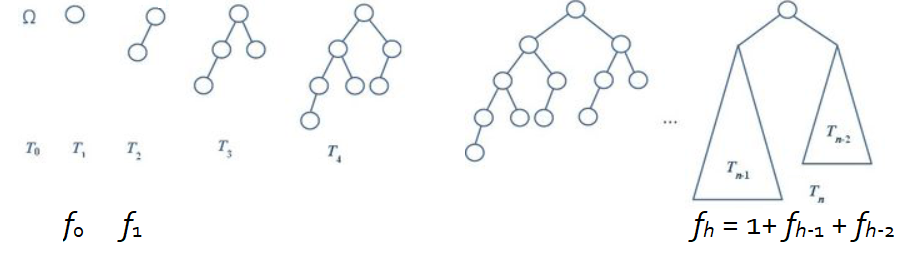 Ω
...
Tn-1
Tn-2
T0 T1 T2 T3 T4 Tn
f0 f1 fh = 1+ fh-1 + fh-2